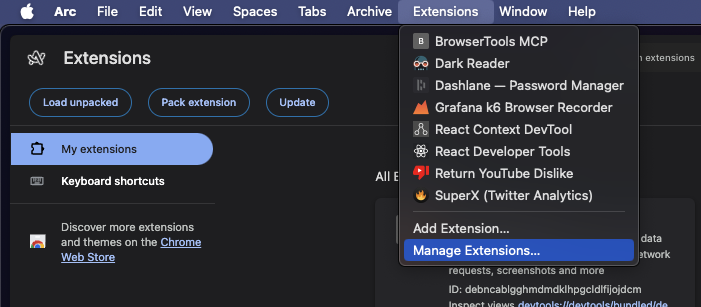 Arc File Edit View Spaces Tabs Archive Extensions Window Help
Extensions
extensions
Load unpacked Pack extension Update
My extensions
Keyboard shortcuts
Discover more extensions
and themes on the Chrome
Web Store
B BrowserTools MCP
Dark Reader
Dashlane — Password Manager
Grafana k6 Browser Recorder
React Context DevTool
React Developer Tools
Return YouTube Dislike
SuperX (Twitter Analytics)
Add Extension...
Manage Extensions...
All E
data
work
requests, screenshots and more
ID: debncablgghmdmdklhpgcldlfijojdcm
Inspect views devtools://devtools/bundled/de